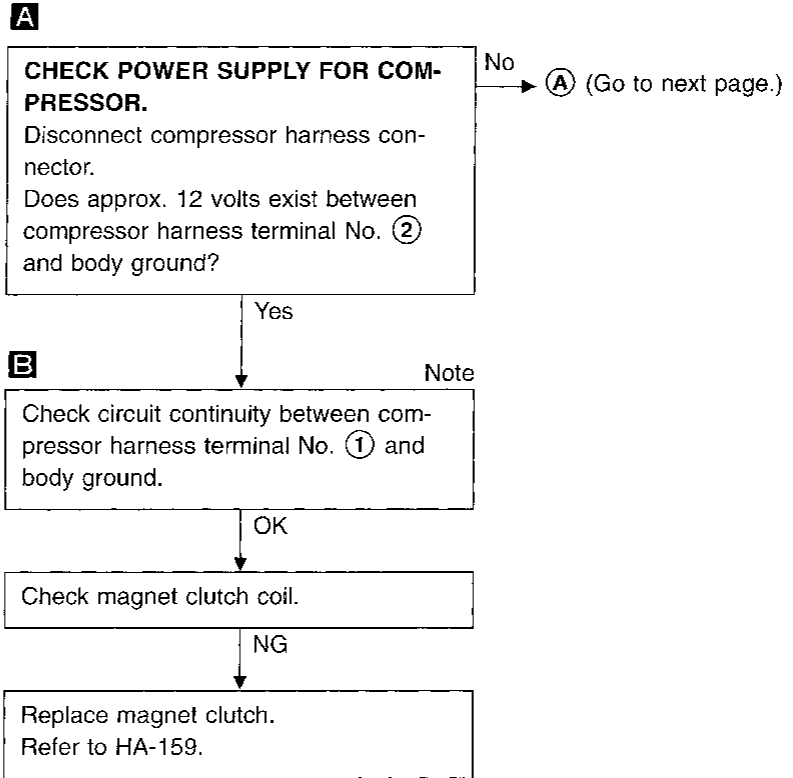 A
CHECK POWER SUPPLY FOR COM-
PRESSOR.
Disconnect compressor harness con-
nector.
Does approx. 12 volts exist between
compressor harness terminal No. ②
and body ground?
No
Ⓐ (Go to next page.)
Yes
B
Note
Check circuit continuity between com-
pressor harness terminal No. ① and
body ground.
OK
Check magnet clutch coil.
NG
Replace magnet clutch.
Refer to HA-159.